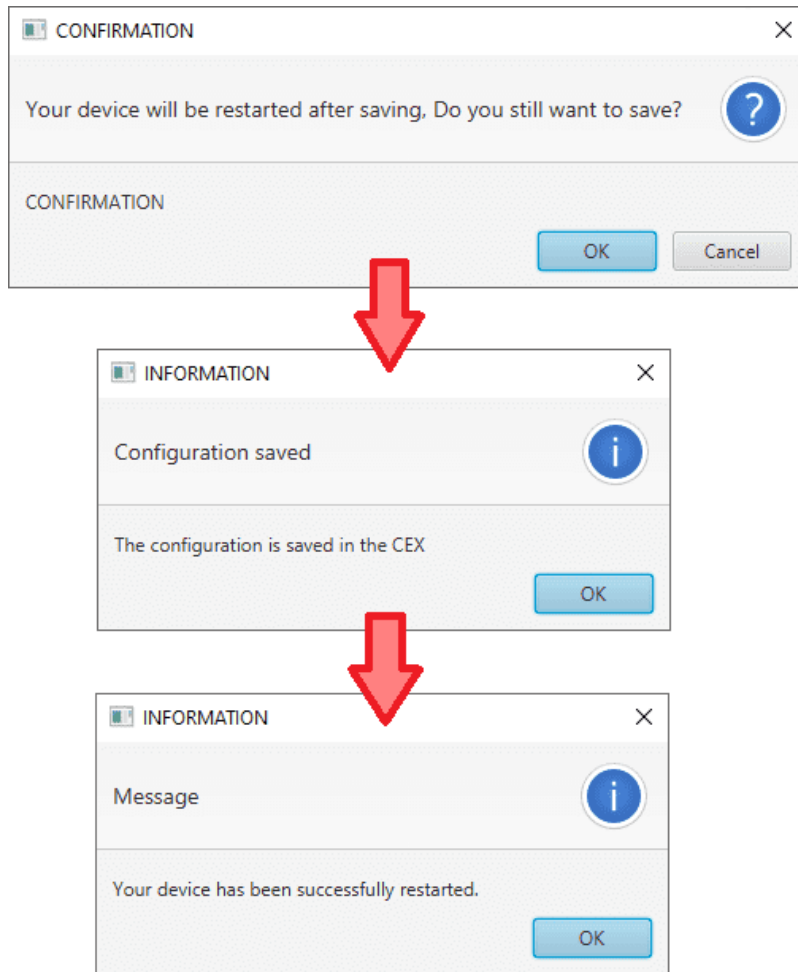 CONFIRMATION
Your device will be restarted after saving, Do you still want to save?
?
CONFIRMATION
OK
Cancel
INFORMATION
Configuration saved
i
The configuration is saved in the CEX
OK
INFORMATION
Message
i
Your device has been successfully restarted.
OK